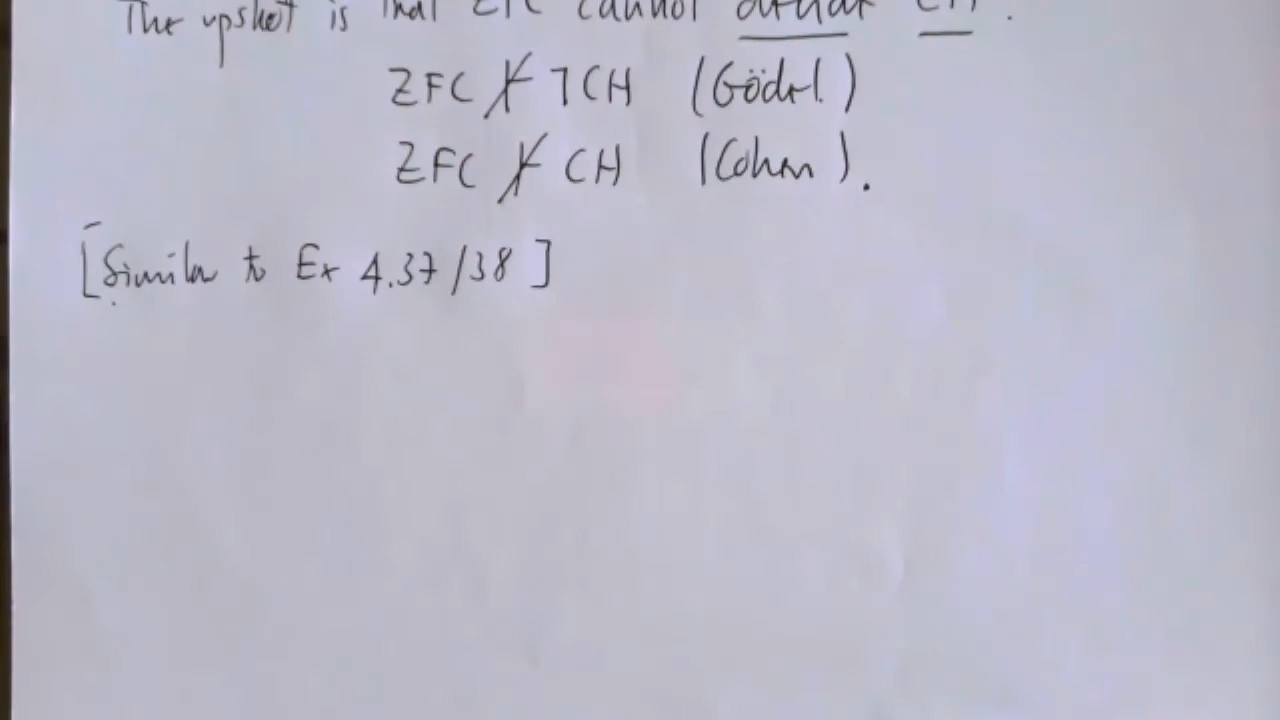 The upshot is that ZFC cannot decide CH.
ZFC ⊬ ¬CH (Gödel)
ZFC ⊬ CH (Cohen).
[Similar to Ex 4.37/38]